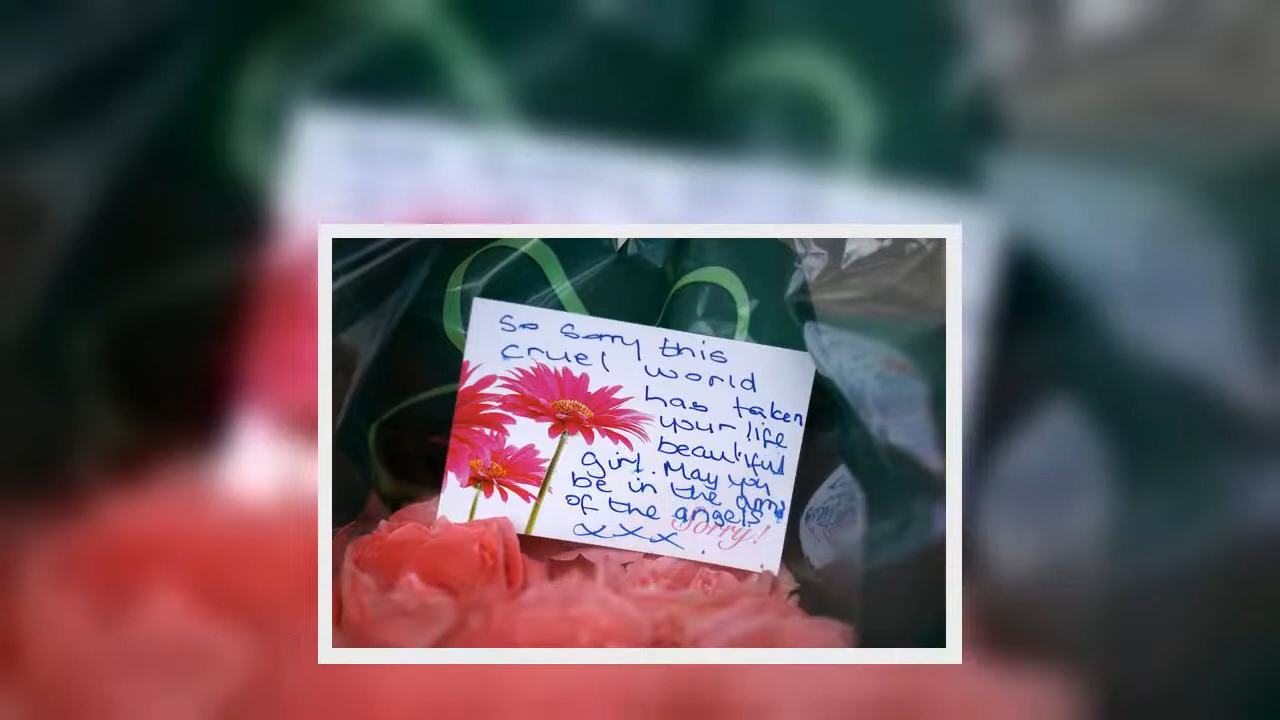 So sorry this
cruel world
has taken
your life
beautiful
girl. May you
be in the arms
of the angels
xxx.
Sorry!